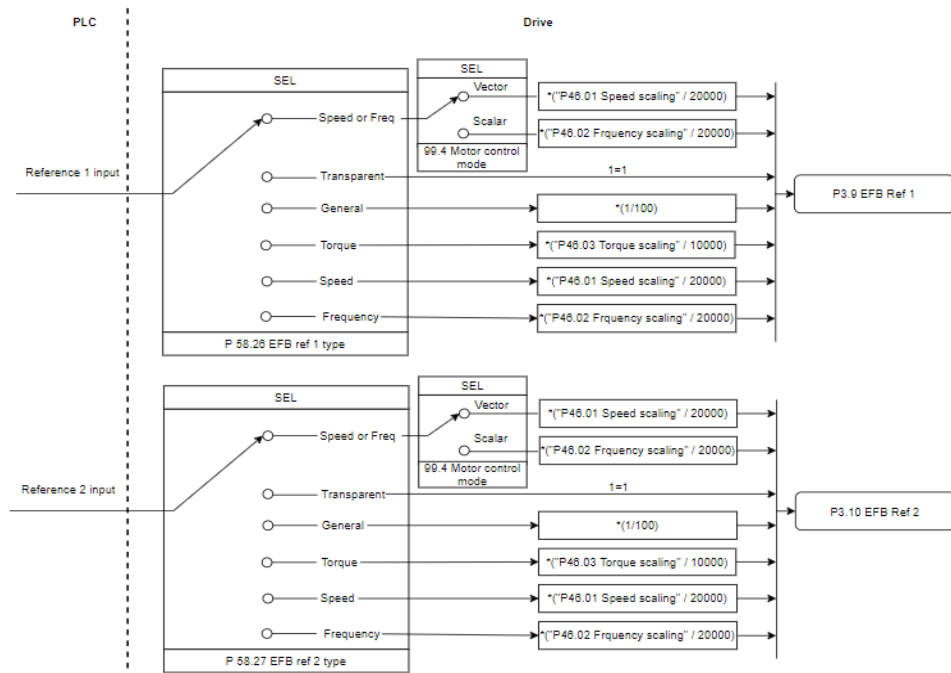 PLC
Drive
SEL
SEL
Vector
Speed or Freq
*("P46.01 Speed scaling" / 20000)
Scalar
*("P46.02 Frquency scaling" / 20000)
99.4 Motor control
mode
Reference 1 input
Transparent
1=1
P3.9 EFB Ref 1
General
*(1/100)
Torque
*("P46.03 Torque scaling" / 10000)
Speed
*("P46.01 Speed scaling" / 20000)
Frequency
*("P46.02 Frquency scaling" / 20000)
P 58.26 EFB ref 1 type
SEL
SEL
Vector
Speed or Freq
*("P46.01 Speed scaling" / 20000)
Scalar
*("P46.02 Frquency scaling" / 20000)
99.4 Motor control
mode
Reference 2 input
Transparent
1=1
P3.10 EFB Ref 2
General
*(1/100)
Torque
*("P46.03 Torque scaling" / 10000)
Speed
*("P46.01 Speed scaling" / 20000)
Frequency
*("P46.02 Frquency scaling" / 20000)
P 58.27 EFB ref 2 type